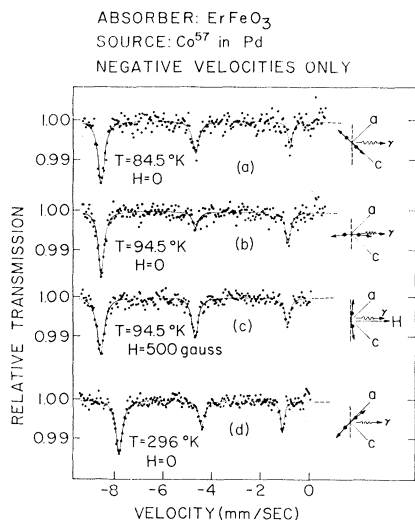 ABSORBER: ErFeO3
SOURCE: Co57 in Pd
NEGATIVE VELOCITIES ONLY
1.00
0.99
T=84.5 °K
H=0
(a)
a
γ
c
1.00
0.99
T=94.5 °K
H=0
(b)
a
γ
c
1.00
0.99
T=94.5 °K
H=500 gauss
(c)
a
γ
H
c
1.00
0.99
T=296 °K
H=0
(d)
a
γ
c
RELATIVE TRANSMISSION
-8
-4
0
4
VELOCITY (mm/SEC)